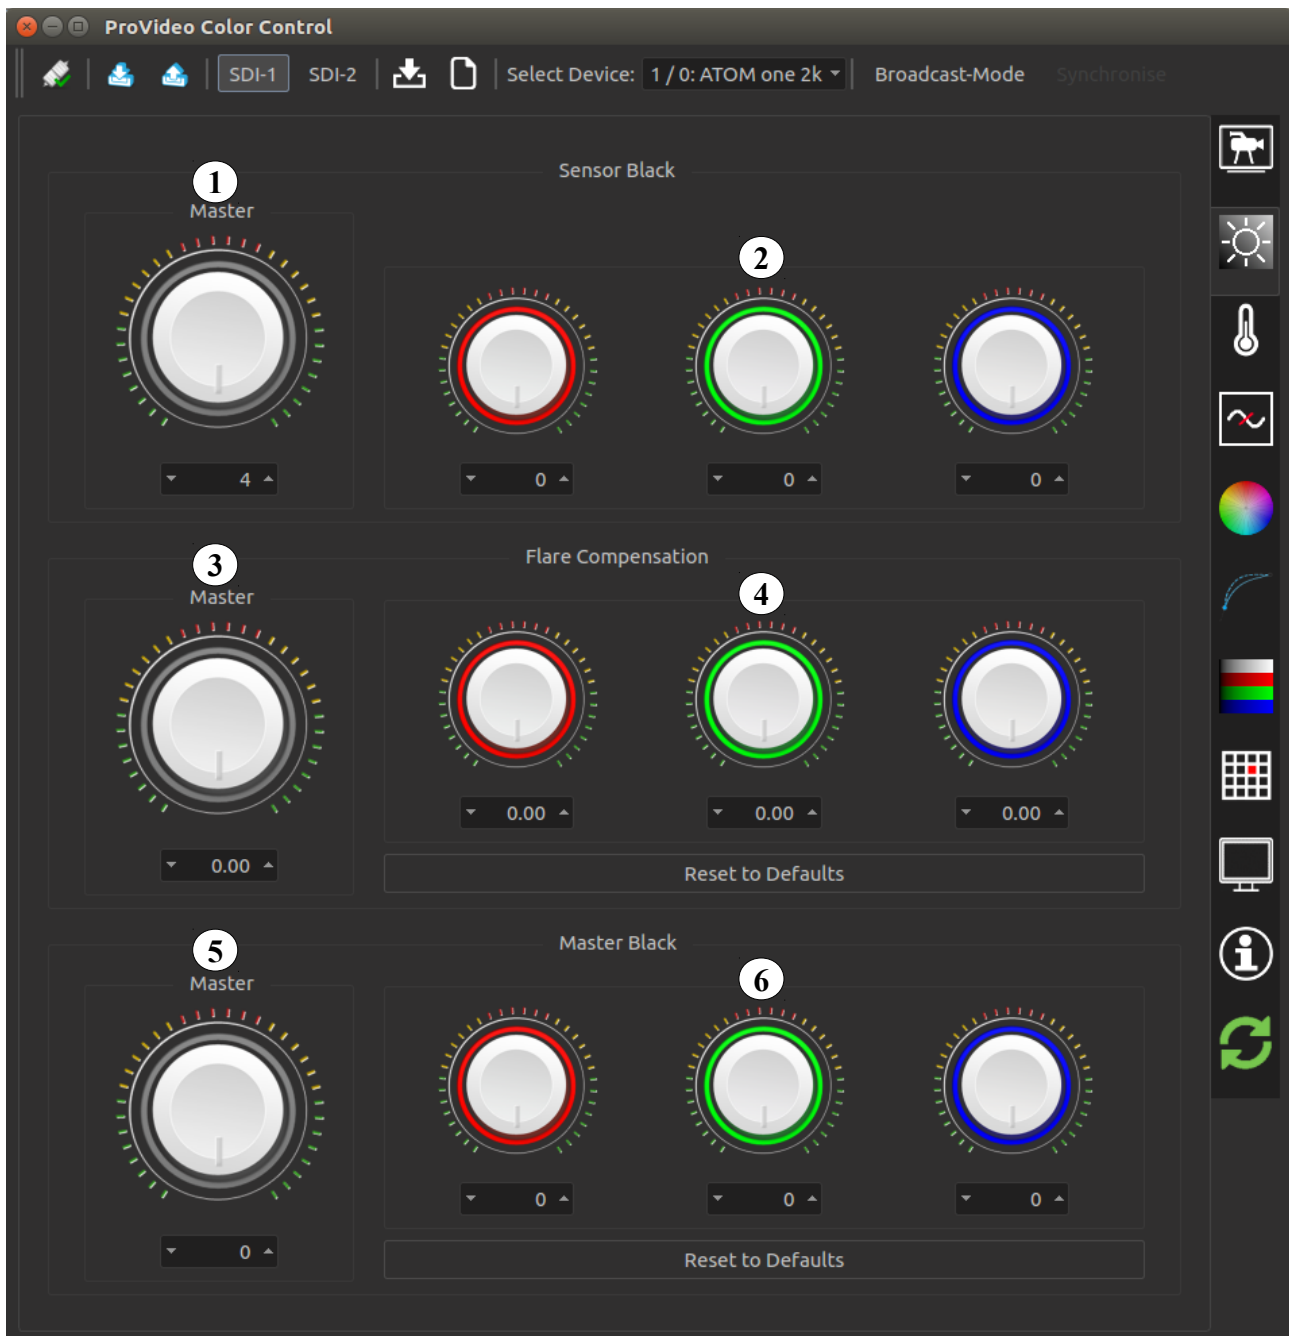 ProVideo Color Control
SDI-1 SDI-2 Select Device: 1 / 0: ATOM one 2k Broadcast-Mode Synchronise
Sensor Black
1
Master
2
4 0 0 0
Flare Compensation
3
Master
4
0.00 0.00 0.00
0.00
Reset to Defaults
Master Black
5
Master
6
0 0 0
0
Reset to Defaults